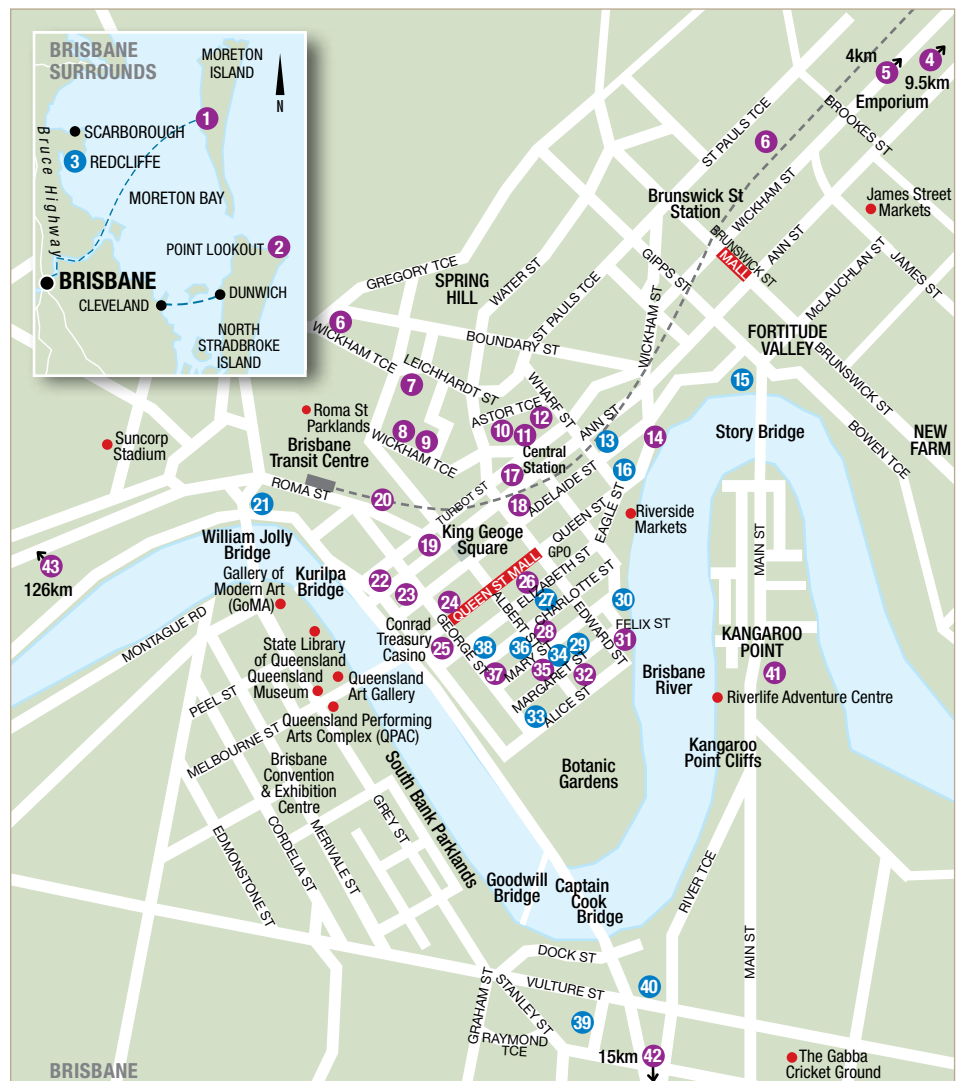 BRISBANE
SURROUNDS
MORETON
ISLAND
N
1
SCARBOROUGH
3 REDCLIFFE
Bruce Highway
MORETON BAY
POINT LOOKOUT 2
BRISBANE
DUNWICH
CLEVELAND
NORTH
STRADBROKE
ISLAND
4km
5
4
9.5km
Emporium
BROOKES ST
ST PAULS TCE
6
WICKHAM ST
Brunswick St
Station
James Street
Markets
BRUNSWICK ST
MALL
ANN ST
GIPPS ST
McLAUCHLAN ST
JAMES ST
GREGORY TCE
SPRING
HILL
WATER ST
ST PAULS TCE
WICKHAM ST
6
BOUNDARY ST
FORTITUDE
VALLEY
WICKHAM TCE
LEICHHARDT ST
7
WHARF ST
15
BRUNSWICK ST
Roma St
Parklands
ASTOR TCE
12
10
11
ANN ST
13
14
Story Bridge
BOWEN TCE
NEW
FARM
Suncorp
Stadium
8
9
WICKHAM TCE
Brisbane
Transit Centre
Central
Station
16
17
ROMA ST
20
TURBOT ST
18
ADELAIDE ST
21
QUEEN ST
EAGLE ST
Riverside
Markets
MAIN ST
King Geoge
Square
19
GPO
William Jolly
Bridge
43
126km
Gallery of
Modern Art
(GoMA)
Kurilpa
Bridge
22
23
24
QUEEN ST MALL
26
ELIZABETH ST
27
CHARLOTTE ST
30
ALBERT ST
EDWARD ST
FELIX ST
31
MONTAGUE RD
Conrad
Treasury
Casino
25
GEORGE ST
38
36
28
29
34
MARY ST
35
37
MARGARET ST
32
33
ALICE ST
KANGAROO
POINT
41
State Library
of Queensland
Queensland
Museum
Queensland
Art Gallery
Brisbane
River
Riverlife Adventure Centre
PEEL ST
Queensland Performing
Arts Complex (QPAC)
MELBOURNE ST
Brisbane
Convention
& Exhibition
Centre
South Bank Parklands
Botanic
Gardens
Kangaroo
Point Cliffs
GREY ST
MERIVALE ST
CORDELIA ST
EDMONSTONE ST
Goodwill
Bridge
Captain
Cook
Bridge
RIVER TCE
MAIN ST
DOCK ST
VULTURE ST
40
GRAHAM ST
STANLEY ST
39
RAYMOND
TCE
15km 42
The Gabba
Cricket Ground
BRISBANE